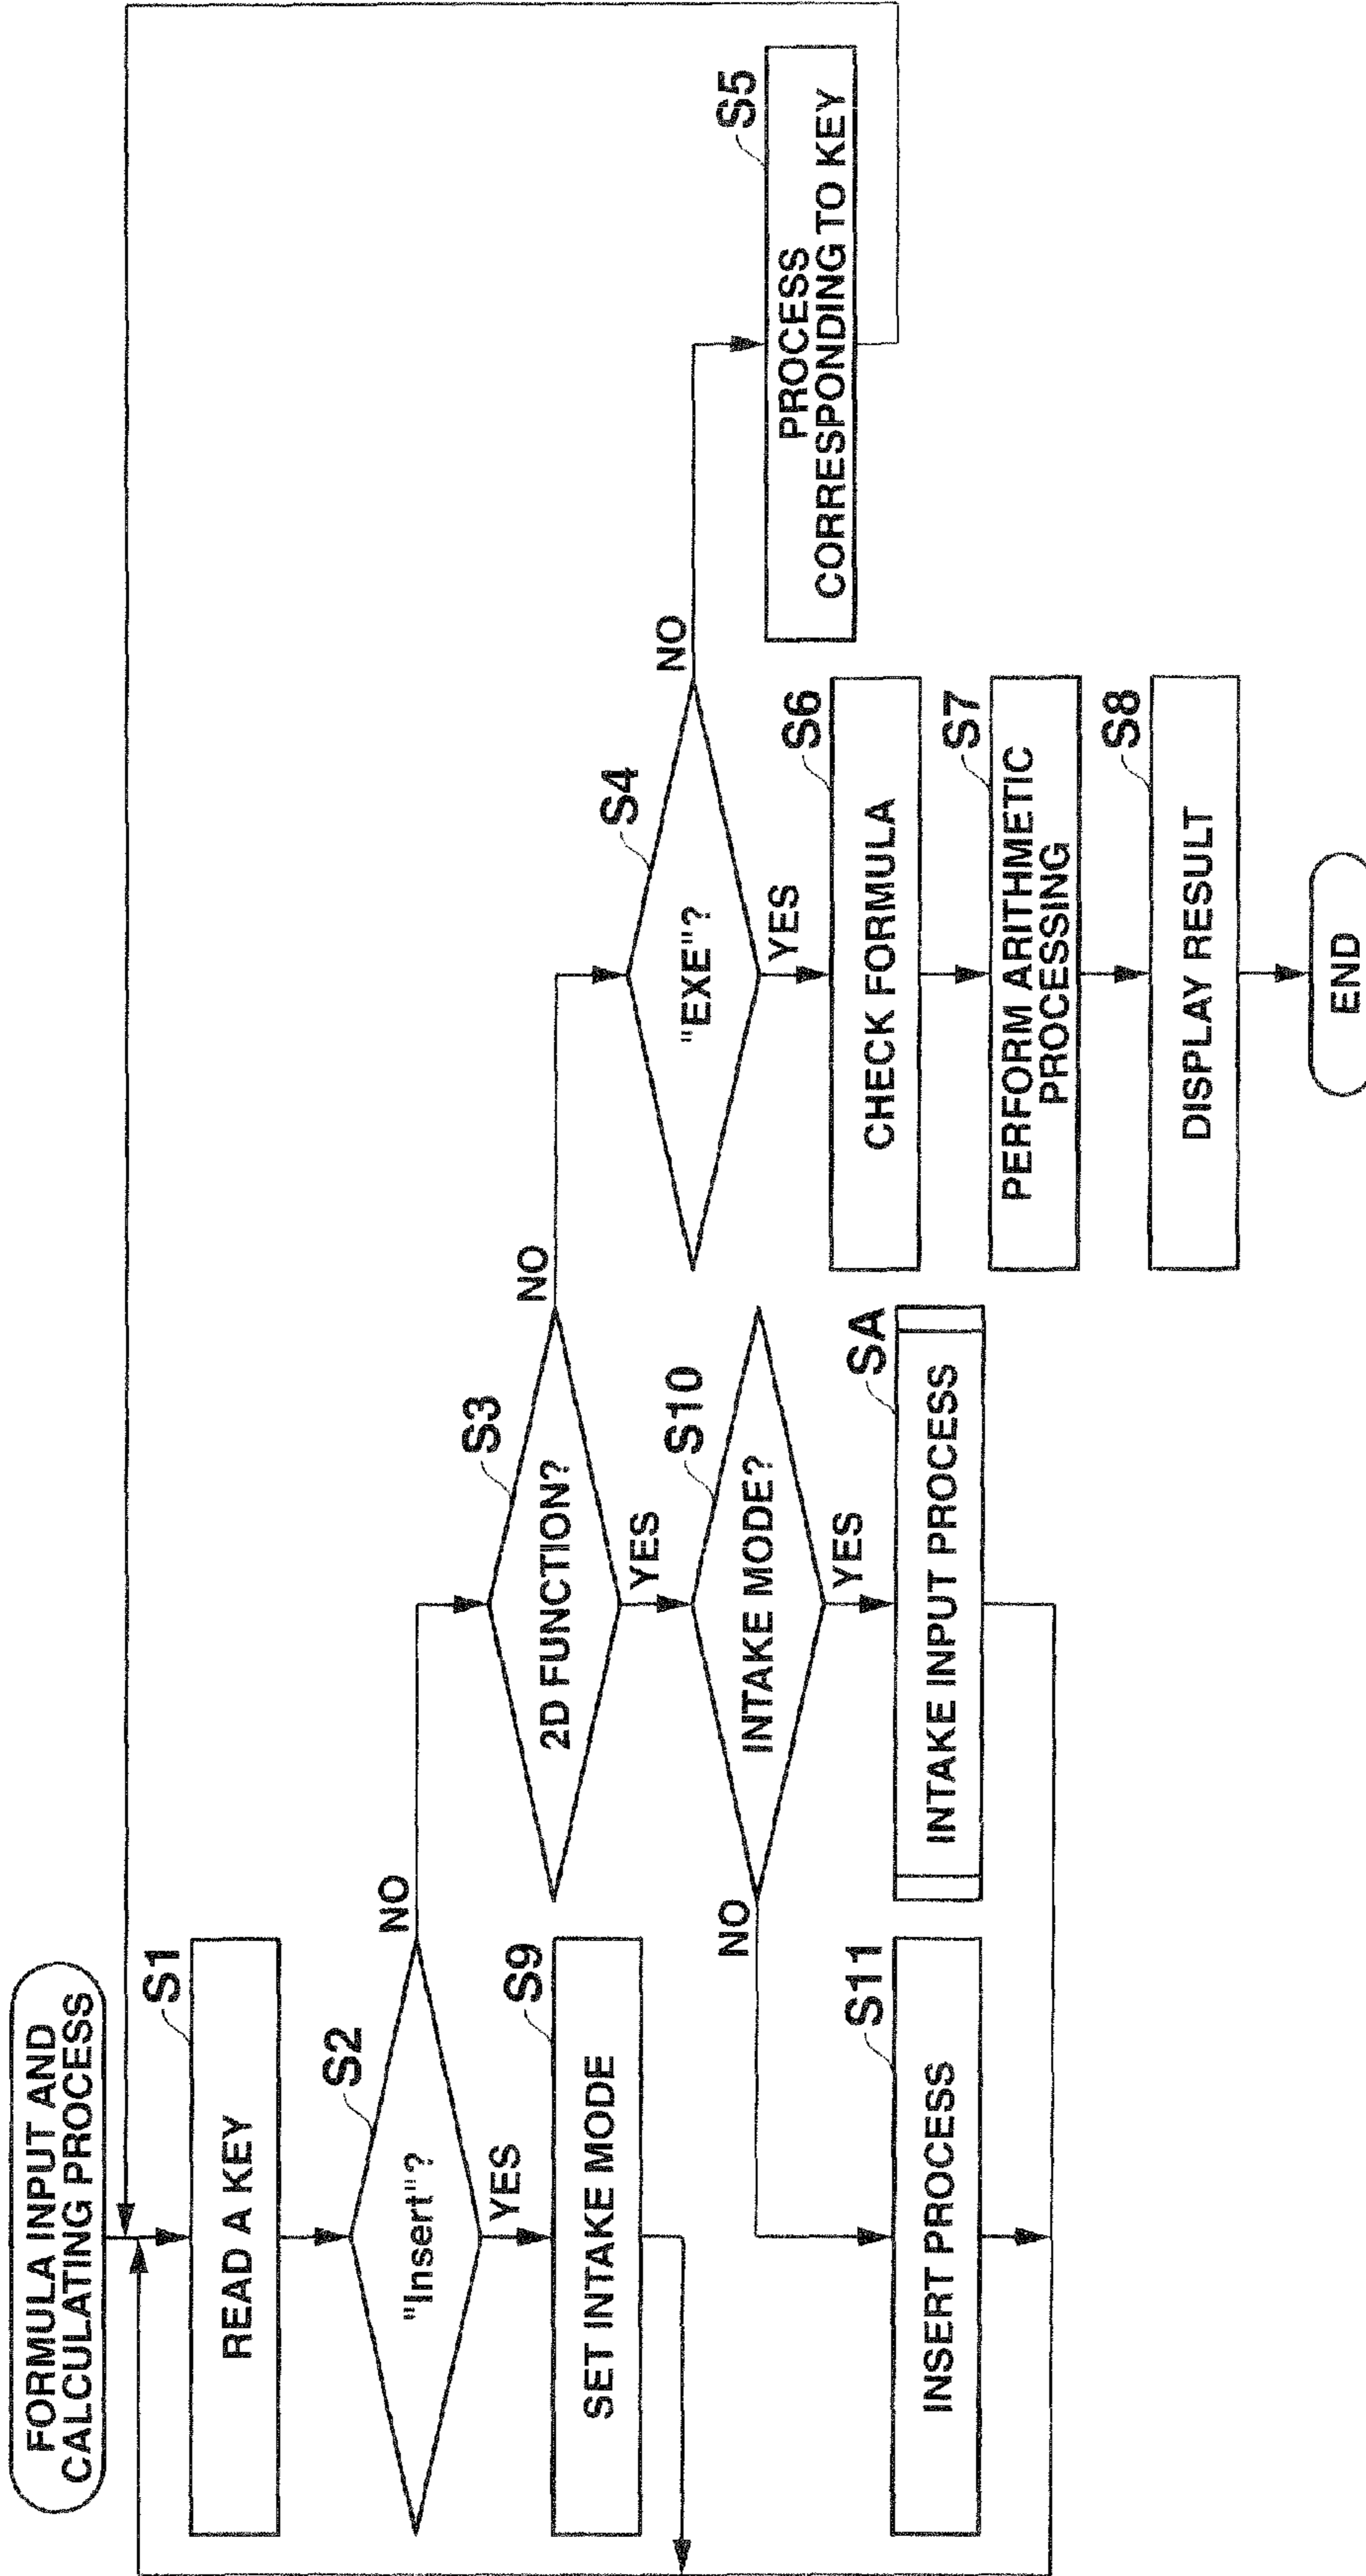 FORMULA INPUT AND
CALCULATING PROCESS
S1
READ A KEY
S2
"Insert"?
NO
YES
S9
SET INTAKE MODE
S3
2D FUNCTION?
NO
YES
S10
INTAKE MODE?
NO
YES
S11
INSERT PROCESS
SA
INTAKE INPUT PROCESS
S4
"EXE"?
NO
YES
S5
PROCESS
CORRESPONDING TO KEY
S6
CHECK FORMULA
S7
PERFORM ARITHMETIC
PROCESSING
S8
DISPLAY RESULT
END